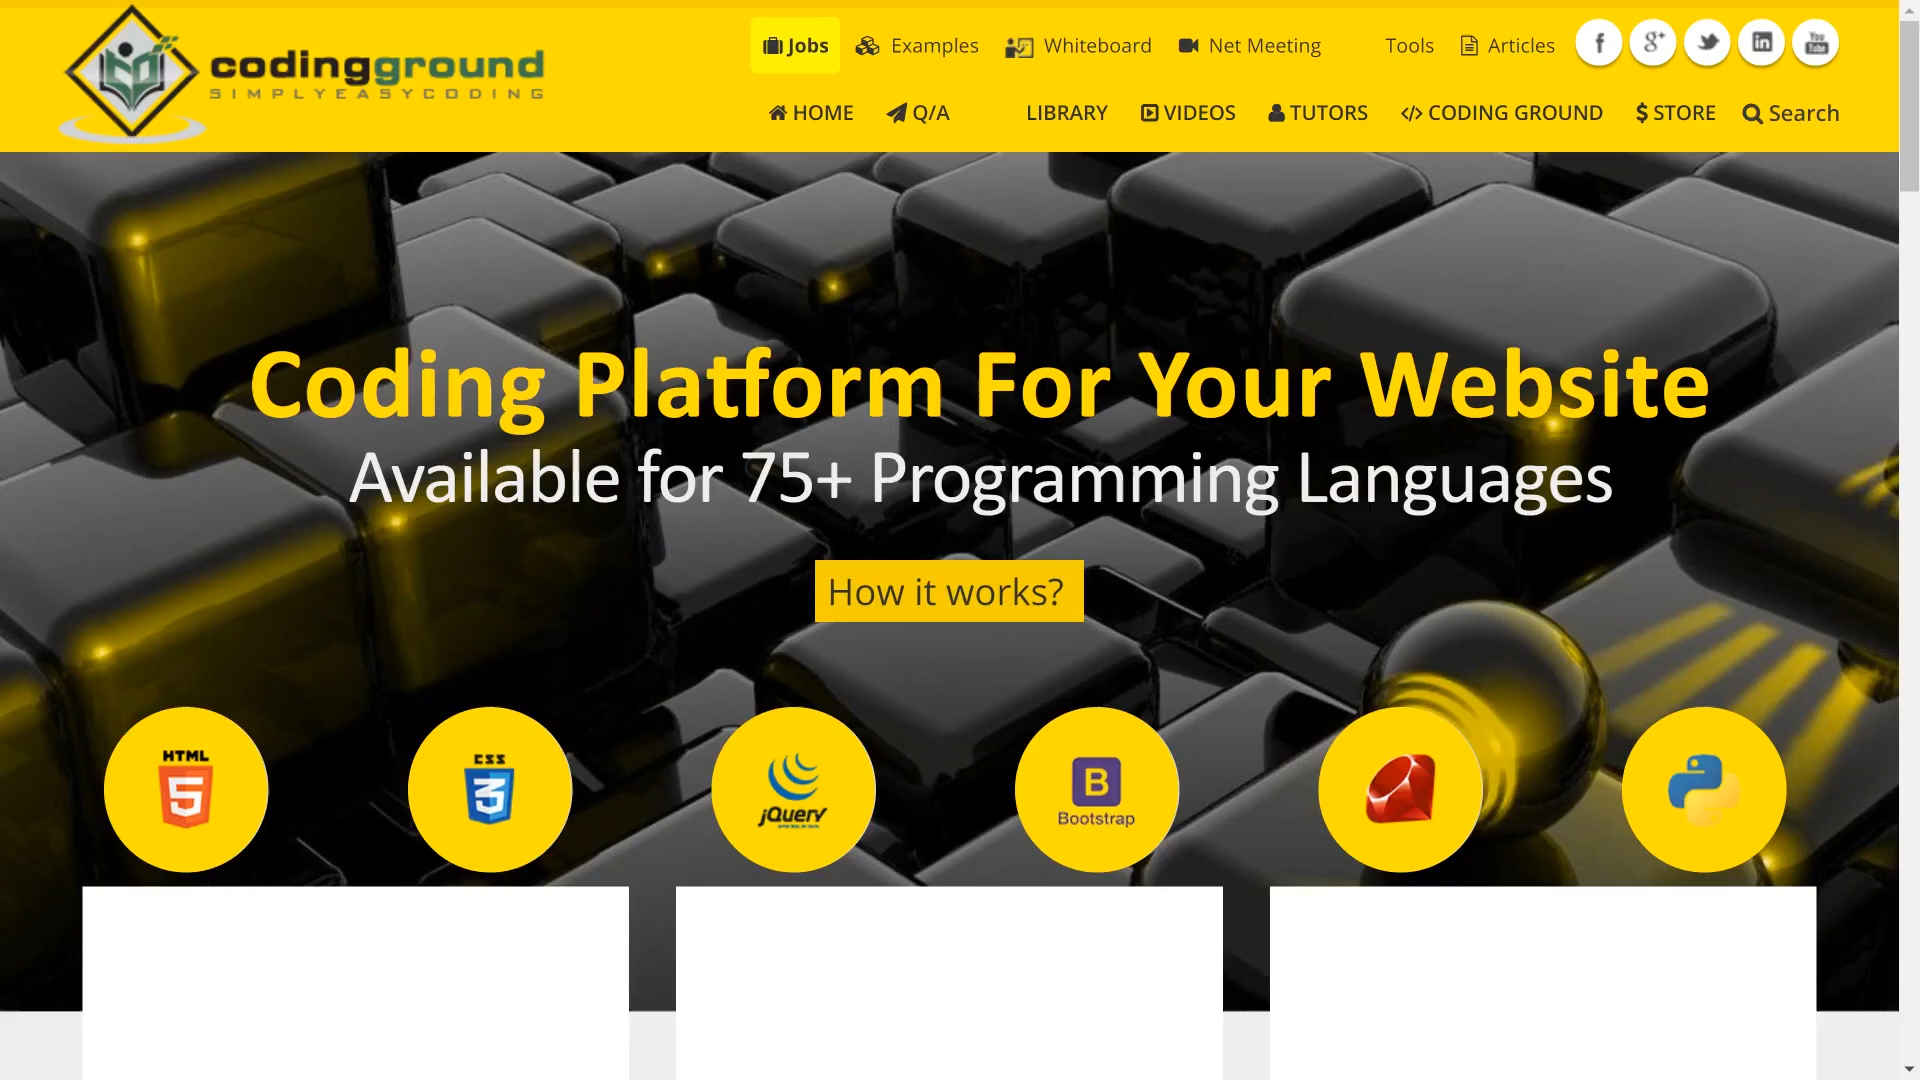 codingground
SIMPLYEASYCODING
Jobs Examples Whiteboard Net Meeting Tools Articles
HOME Q/A LIBRARY VIDEOS TUTORS CODING GROUND STORE Search
Coding Platform For Your Website
Available for 75+ Programming Languages
How it works?
HTML 5
CSS 3
jQuery
B
Bootstrap